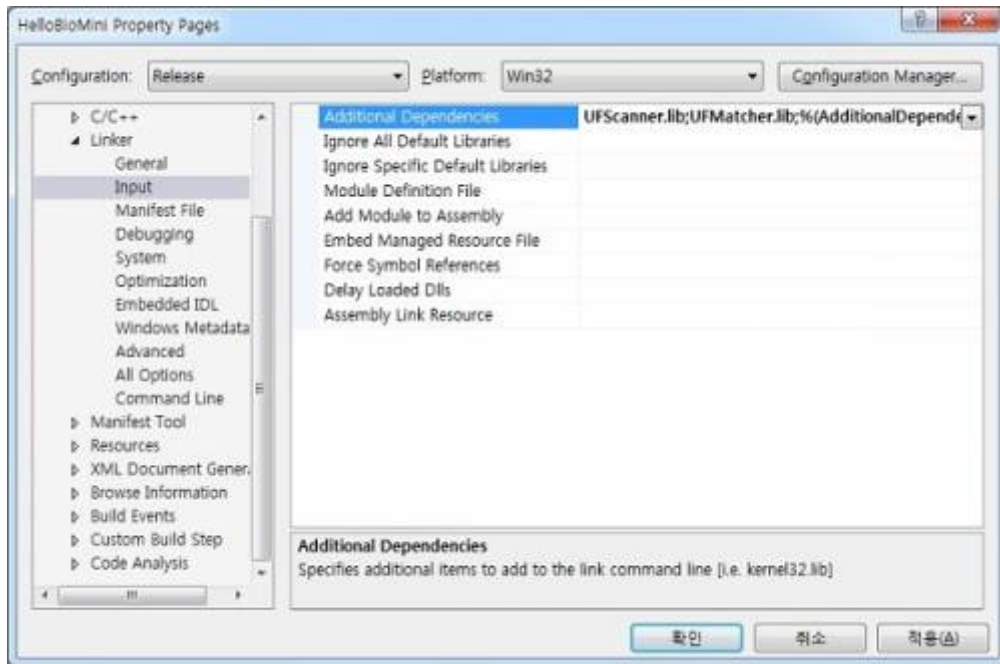 HelloBioMini Property Pages
Configuration: Release Platform: Win32 Configuration Manager...
C/C++
Linker
General
Input
Manifest File
Debugging
System
Optimization
Embedded IDL
Windows Metadata
Advanced
All Options
Command Line
Manifest Tool
Resources
XML Document Gener
Browse Information
Build Events
Custom Build Step
Code Analysis
Additional Dependencies UFScanner.lib;UFMatcher.lib;%(AdditionalDepende
Ignore All Default Libraries
Ignore Specific Default Libraries
Module Definition File
Add Module to Assembly
Embed Managed Resource File
Force Symbol References
Delay Loaded Dlls
Assembly Link Resource
Additional Dependencies
Specifies additional items to add to the link command line [i.e. kernel32.lib]
확인 취소 적용(A)